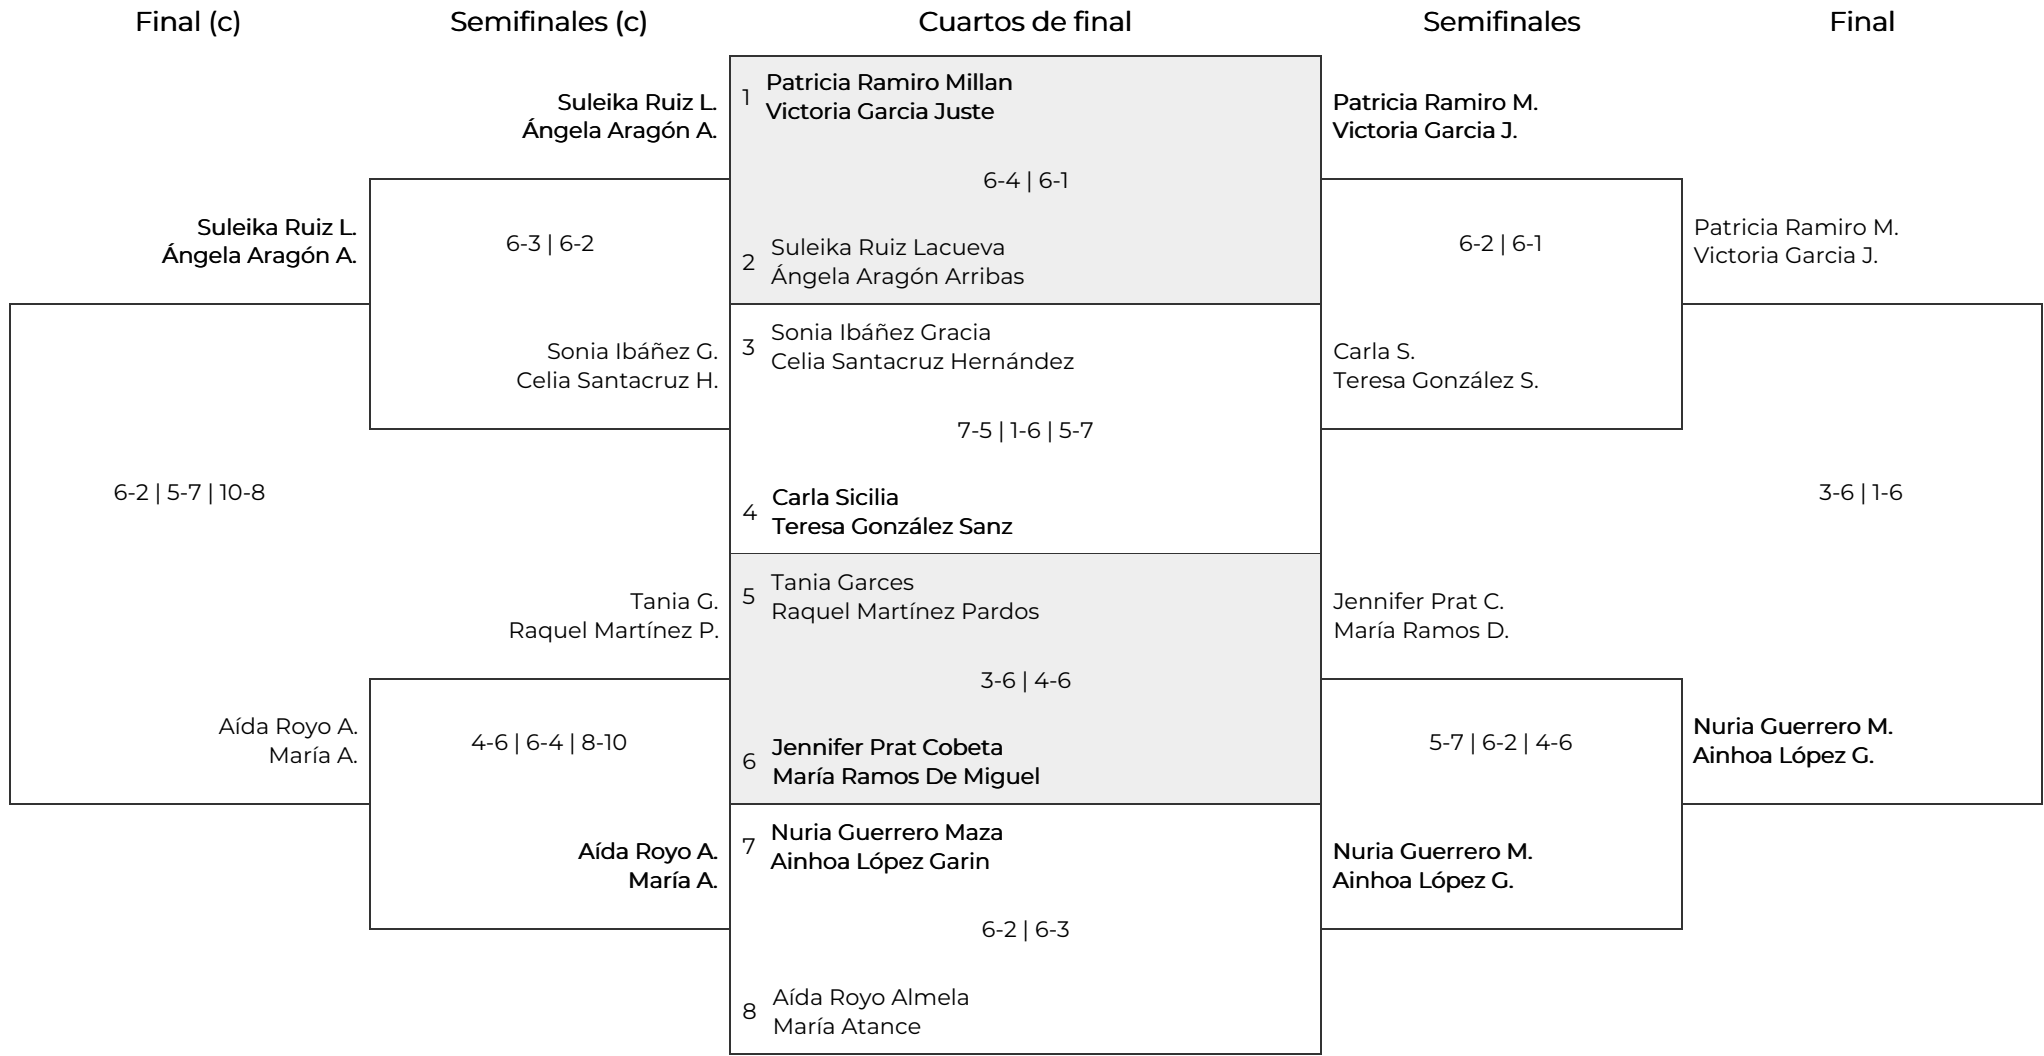 Final (c)
Semifinales (c)
Cuartos de final
Semifinales
Final
Suleika Ruiz L.
Ángela Aragón A.
6-2 | 5-7 | 10-8
Aída Royo A.
María A.
Suleika Ruiz L.
Ángela Aragón A.
6-3 | 6-2
Sonia Ibáñez G.
Celia Santacruz H.
Tania G.
Raquel Martínez P.
4-6 | 6-4 | 8-10
Aída Royo A.
María A.
1
Patricia Ramiro Millan
Victoria Garcia Juste
6-4 | 6-1
2
Suleika Ruiz Lacueva
Ángela Aragón Arribas
3
Sonia Ibáñez Gracia
Celia Santacruz Hernández
7-5 | 1-6 | 5-7
4
Carla Sicilia
Teresa González Sanz
5
Tania Garces
Raquel Martínez Pardos
3-6 | 4-6
6
Jennifer Prat Cobeta
María Ramos De Miguel
7
Nuria Guerrero Maza
Ainhoa López Garin
6-2 | 6-3
8
Aída Royo Almela
María Atance
Patricia Ramiro M.
Victoria Garcia J.
6-2 | 6-1
Carla S.
Teresa González S.
Jennifer Prat C.
María Ramos D.
5-7 | 6-2 | 4-6
Nuria Guerrero M.
Ainhoa López G.
Patricia Ramiro M.
Victoria Garcia J.
3-6 | 1-6
Nuria Guerrero M.
Ainhoa López G.